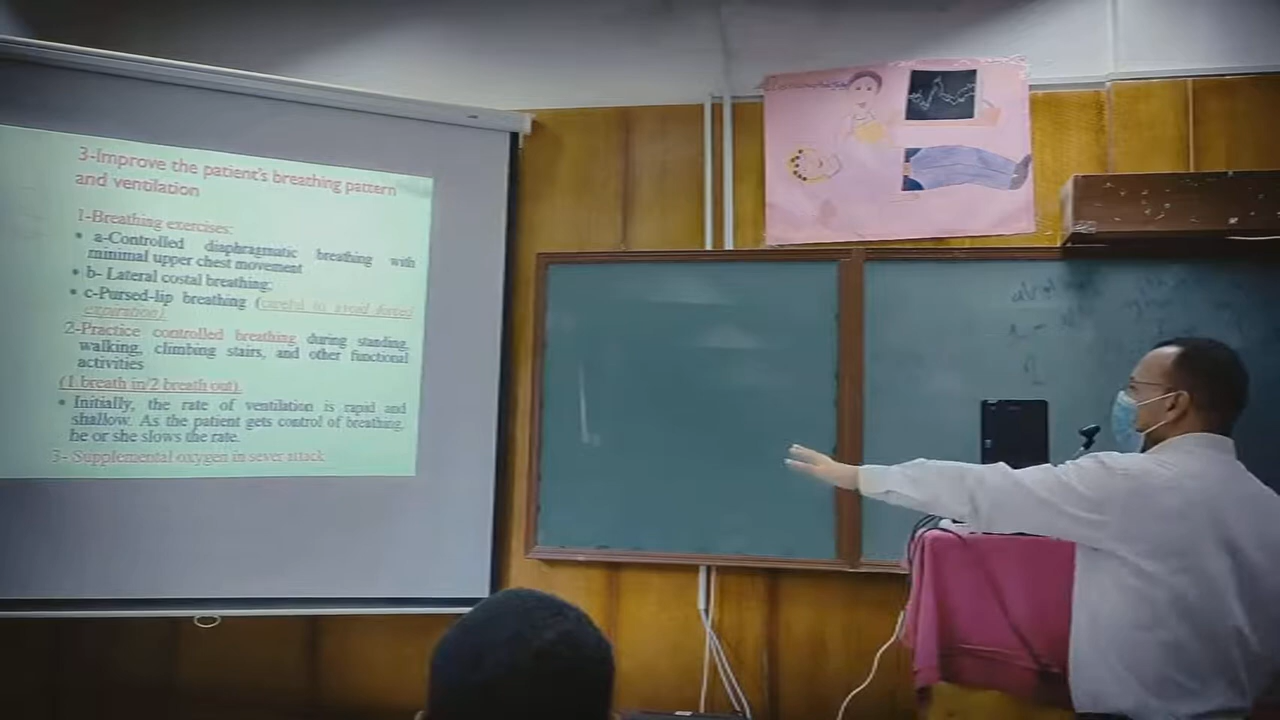 3-Improve the patient's breathing pattern
and ventilation
1-Breathing exercises:
• a-Controlled diaphragmatic breathing with
minimal upper chest movement
• b- Lateral costal breathing;
• c-Pursed-lip breathing (careful to avoid forced
expiration)
2-Practice controlled breathing during standing,
walking, climbing stairs, and other functional
activities
(1 breath in/2 breath out).
• Initially, the rate of ventilation is rapid and
shallow. As the patient gets control of breathing,
he or she slows the rate.
3- Supplemental oxygen in sever attack